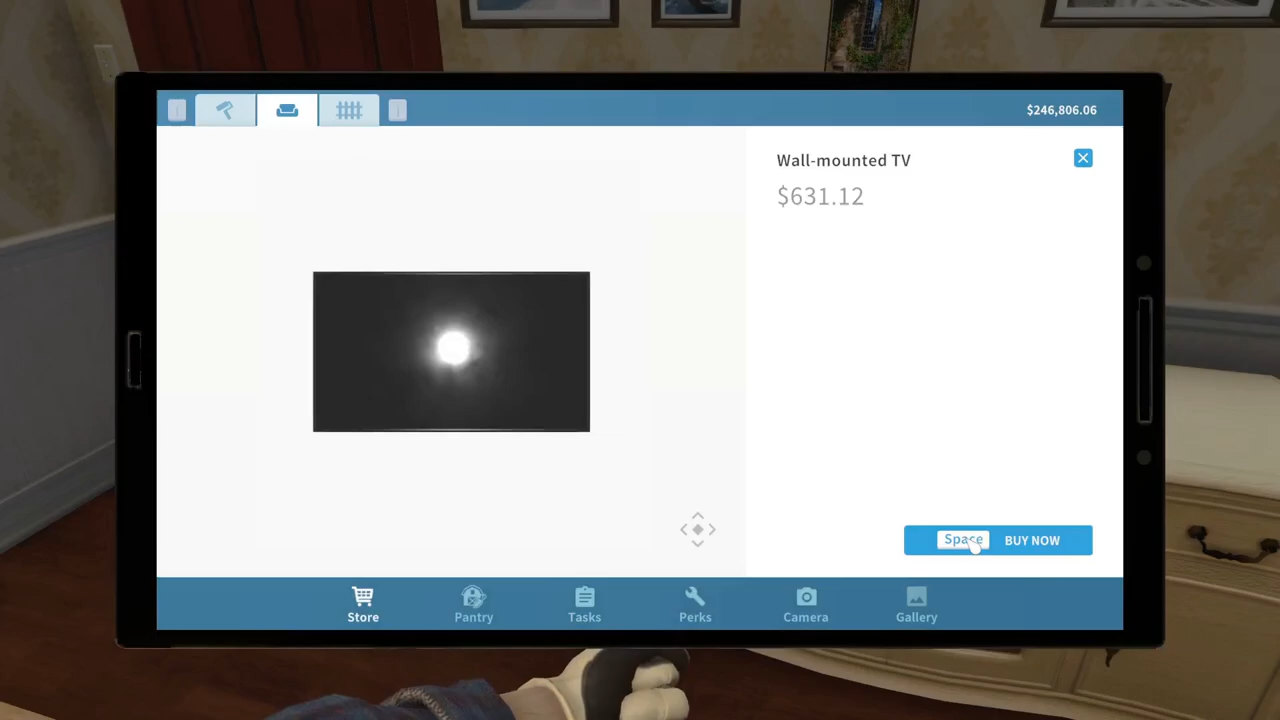 $246,806.06
Wall-mounted TV
$631.12
Space BUY NOW
Store
Pantry
Tasks
Perks
Camera
Gallery